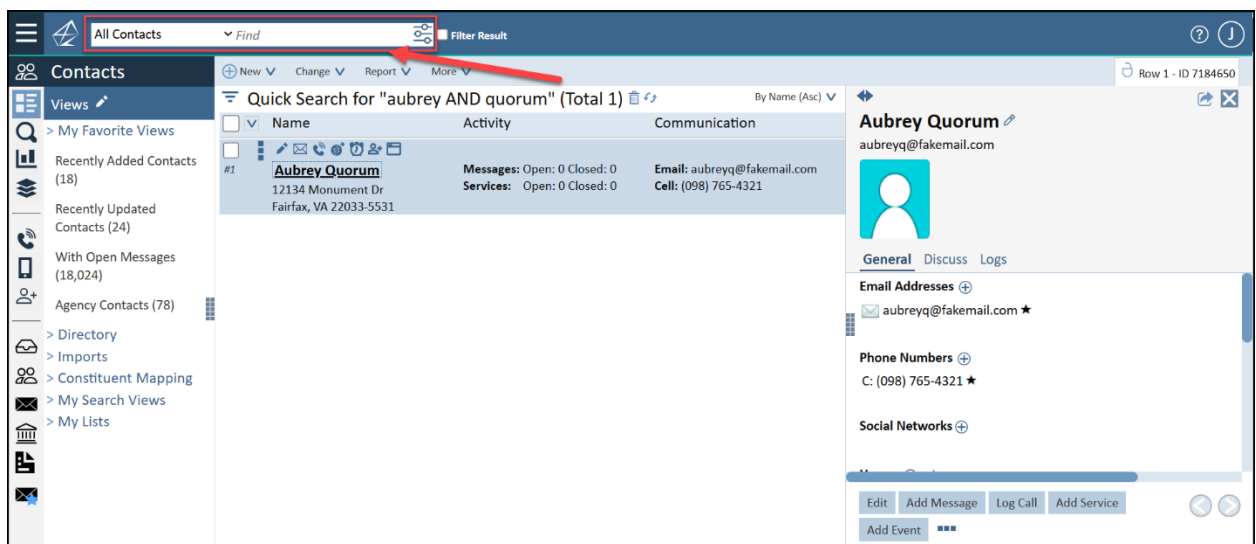 All Contacts
Find
Filter Result
?
J
Contacts
New
Change
Report
More
Row 1 - ID 7184650
Views
> My Favorite Views
Recently Added Contacts
(18)
Recently Updated
Contacts (24)
With Open Messages
(18,024)
Agency Contacts (78)
> Directory
> Imports
> Constituent Mapping
> My Search Views
> My Lists
Quick Search for "aubrey AND quorum" (Total 1)
By Name (Asc)
Name
Activity
Communication
#1
Aubrey Quorum
12134 Monument Dr
Fairfax, VA 22033-5531
Messages: Open: 0 Closed: 0
Services: Open: 0 Closed: 0
Email: aubreyq@fakemail.com
Cell: (098) 765-4321
Aubrey Quorum
aubreyq@fakemail.com
General
Discuss
Logs
Email Addresses
aubreyq@fakemail.com
Phone Numbers
C: (098) 765-4321
Social Networks
Edit
Add Message
Log Call
Add Service
Add Event